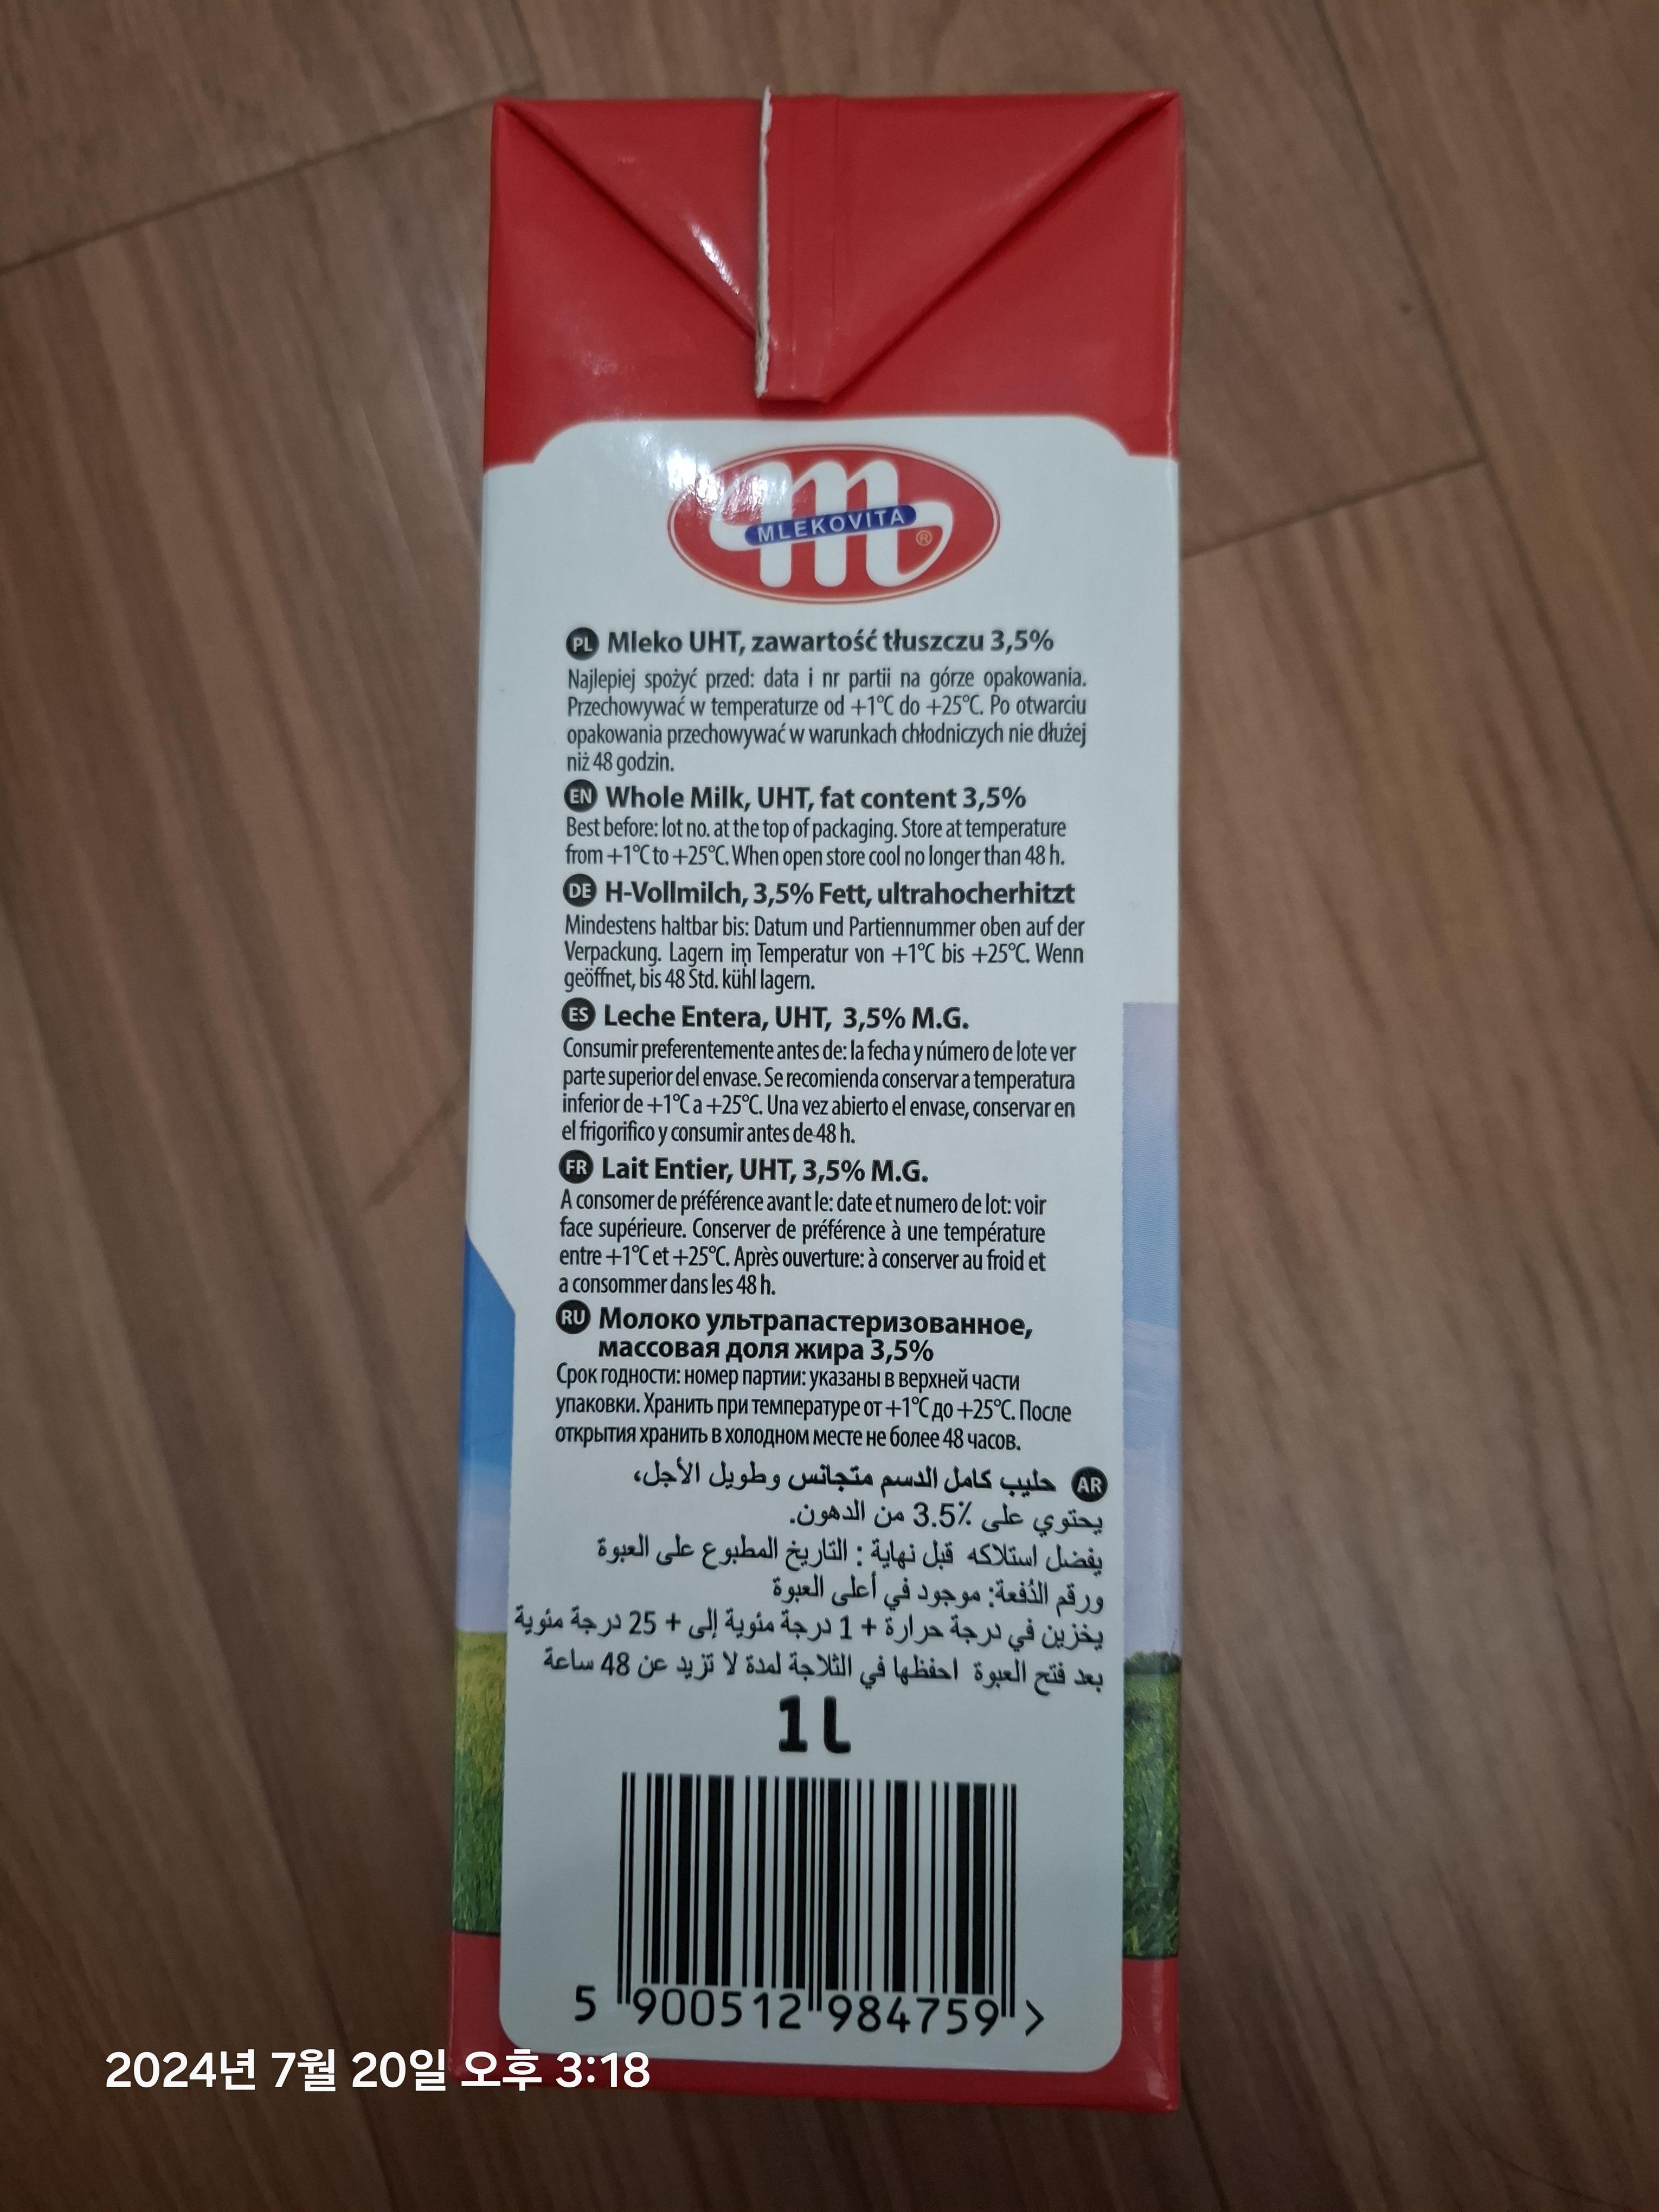 m
MLEKOVITA
®
PL Mleko UHT, zawartość tłuszczu 3,5%
Najlepiej spożyć przed: data i nr partii na górze opakowania.
Przechowywać w temperaturze od +1°C do +25°C. Po otwarciu
opakowania przechowywać w warunkach chłodniczych nie dłużej
niż 48 godzin.
EN Whole Milk, UHT, fat content 3,5%
Best before: lot no. at the top of packaging. Store at temperature
from +1°C to +25°C. When open store cool no longer than 48 h.
DE H-Vollmilch, 3,5% Fett, ultrahocherhitzt
Mindestens haltbar bis: Datum und Partiennummer oben auf der
Verpackung. Lagern im Temperatur von +1°C bis +25°C. Wenn
geöffnet, bis 48 Std. kühl lagern.
ES Leche Entera, UHT, 3,5% M.G.
Consumir preferentemente antes de: la fecha y número de lote ver
parte superior del envase. Se recomienda conservar a temperatura
inferior de +1°C a +25°C. Una vez abierto el envase, conservar en
el frigorifico y consumir antes de 48 h.
FR Lait Entier, UHT, 3,5% M.G.
A consomer de préférence avant le: date et numero de lot: voir
face supérieure. Conserver de préférence à une température
entre +1°C et +25°C. Après ouverture: à conserver au froid et
a consommer dans les 48 h.
RU Молоко ультрапастеризованное,
массовая доля жира 3,5%
Срок годности: номер партии: указаны в верхней части
упаковки. Хранить при температуре от +1°C до +25°C. После
открытия хранить в холодном месте не более 48 часов.
AR حليب كامل الدسم متجانس وطويل الأجل،
يحتوي على 3.5٪ من الدهون.
يفضل استلاكه قبل نهاية : التاريخ المطبوع على العبوة
ورقم الدُفعة: موجود في أعلى العبوة
يخزين في درجة حرارة + 1 درجة مئوية إلى + 25 درجة مئوية
بعد فتح العبوة احفظها في الثلاجة لمدة لا تزيد عن 48 ساعة
1L
5 900512 984759 >
2024년 7월 20일 오후 3:18